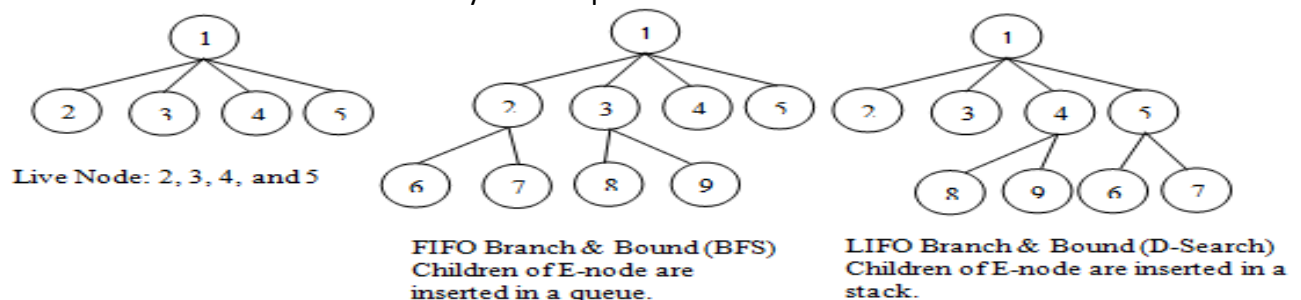 1
2 3 4 5
Live Node: 2, 3, 4, and 5
1
2 3 4 5
6 7 8 9
FIFO Branch & Bound (BFS)
Children of E-node are
inserted in a queue.
1
2 3 4 5
8 9 6 7
LIFO Branch & Bound (D-Search)
Children of E-node are inserted in a
stack.